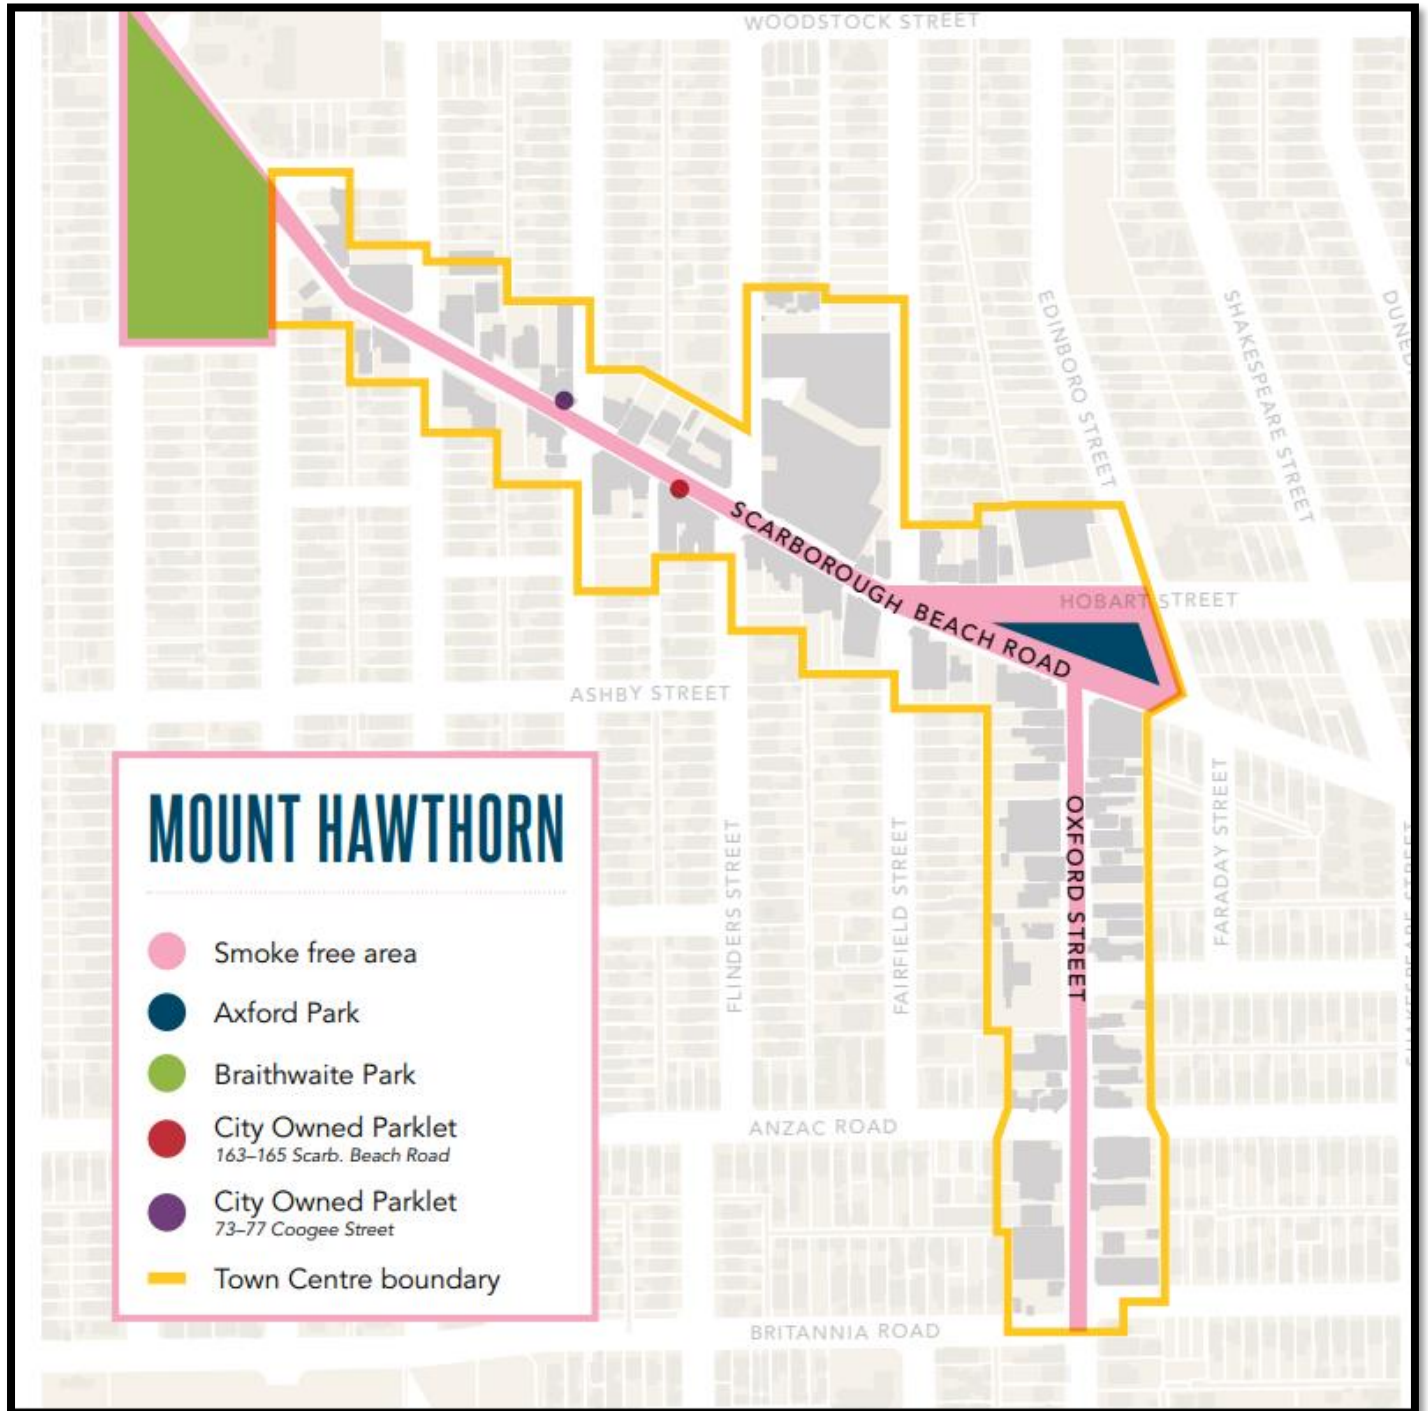 WOODSTOCK STREET
EDINBORO STREET
SHAKESPEARE STREET
SCARBOROUGH BEACH ROAD
HOBART STREET
ASHBY STREET
FLINDERS STREET
FAIRFIELD STREET
OXFORD STREET
FARADAY STREET
SHAKESPEARE STREET
ANZAC ROAD
BRITANNIA ROAD
MOUNT HAWTHORN
Smoke free area
Axford Park
Braithwaite Park
City Owned Parklet
163–165 Scarb. Beach Road
City Owned Parklet
73–77 Coogee Street
Town Centre boundary